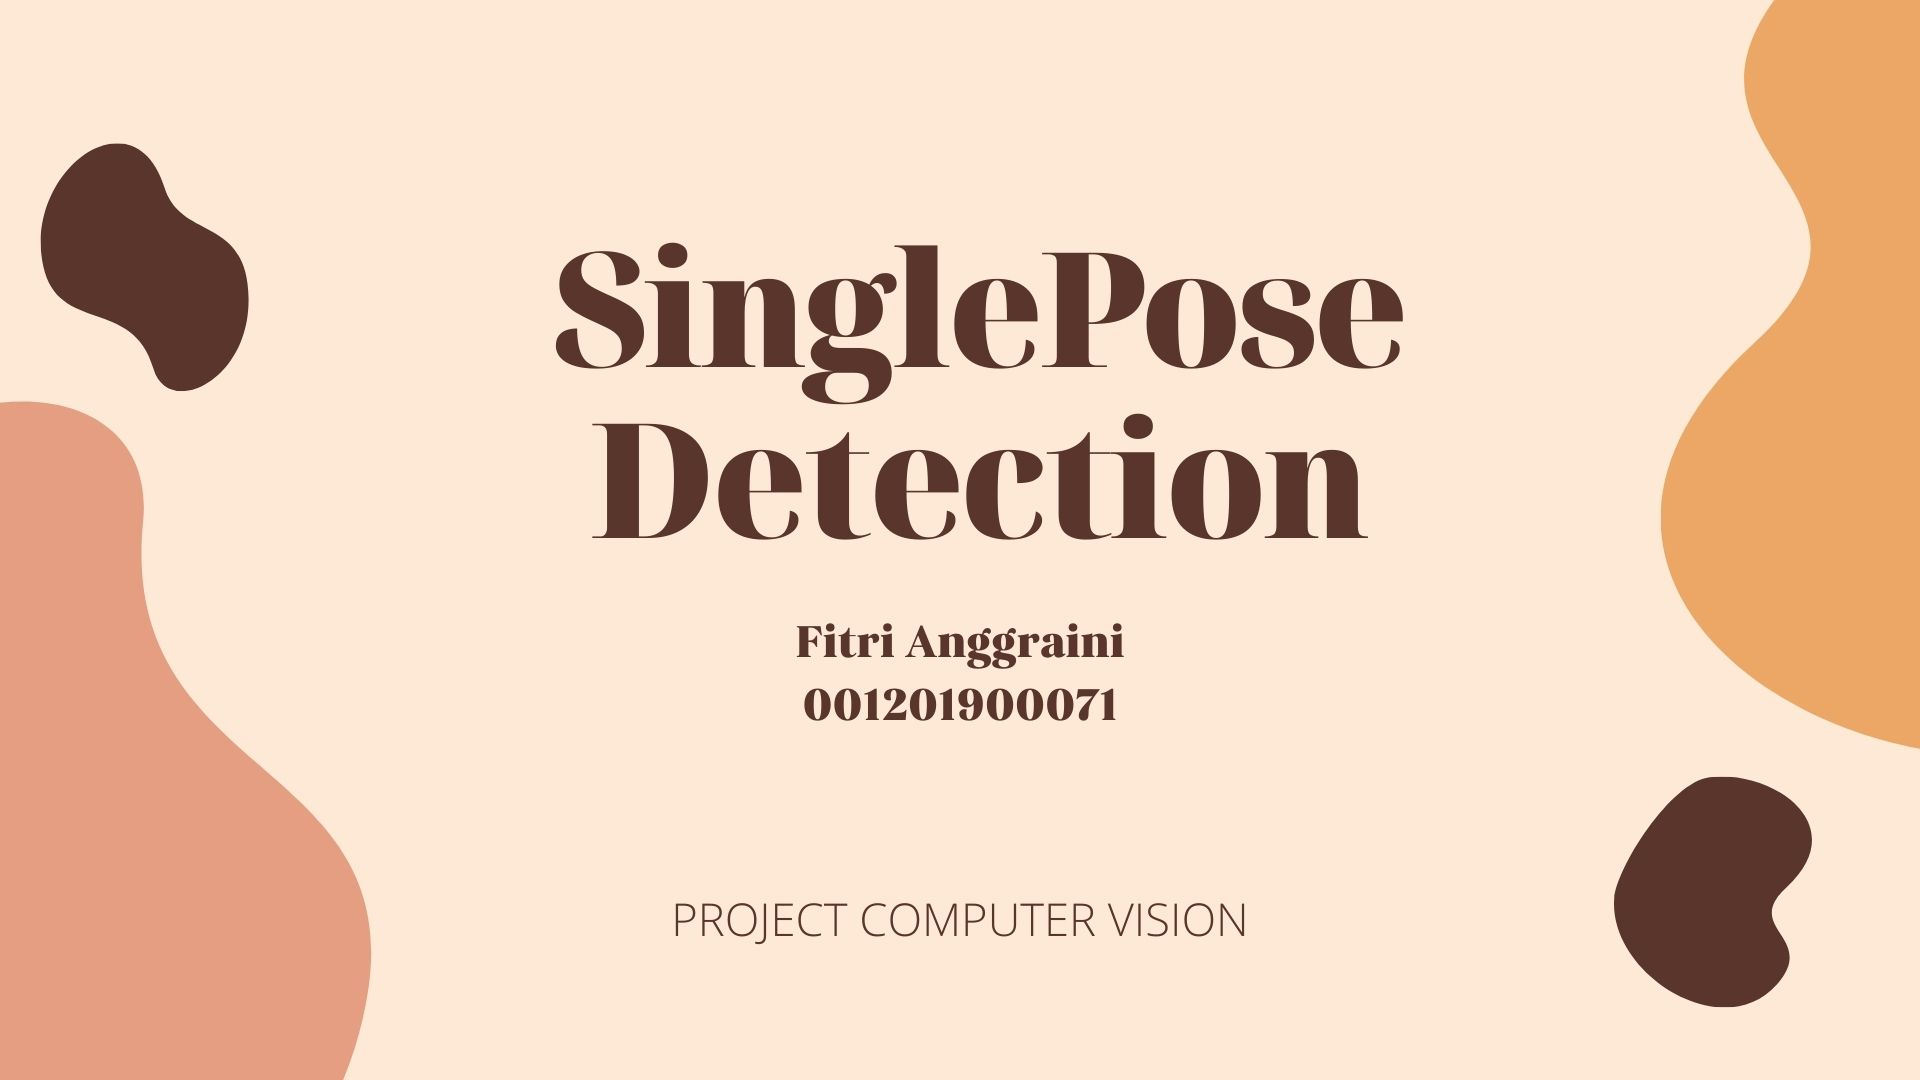 SinglePose
Detection
Fitri Anggraini
001201900071
PROJECT COMPUTER VISION